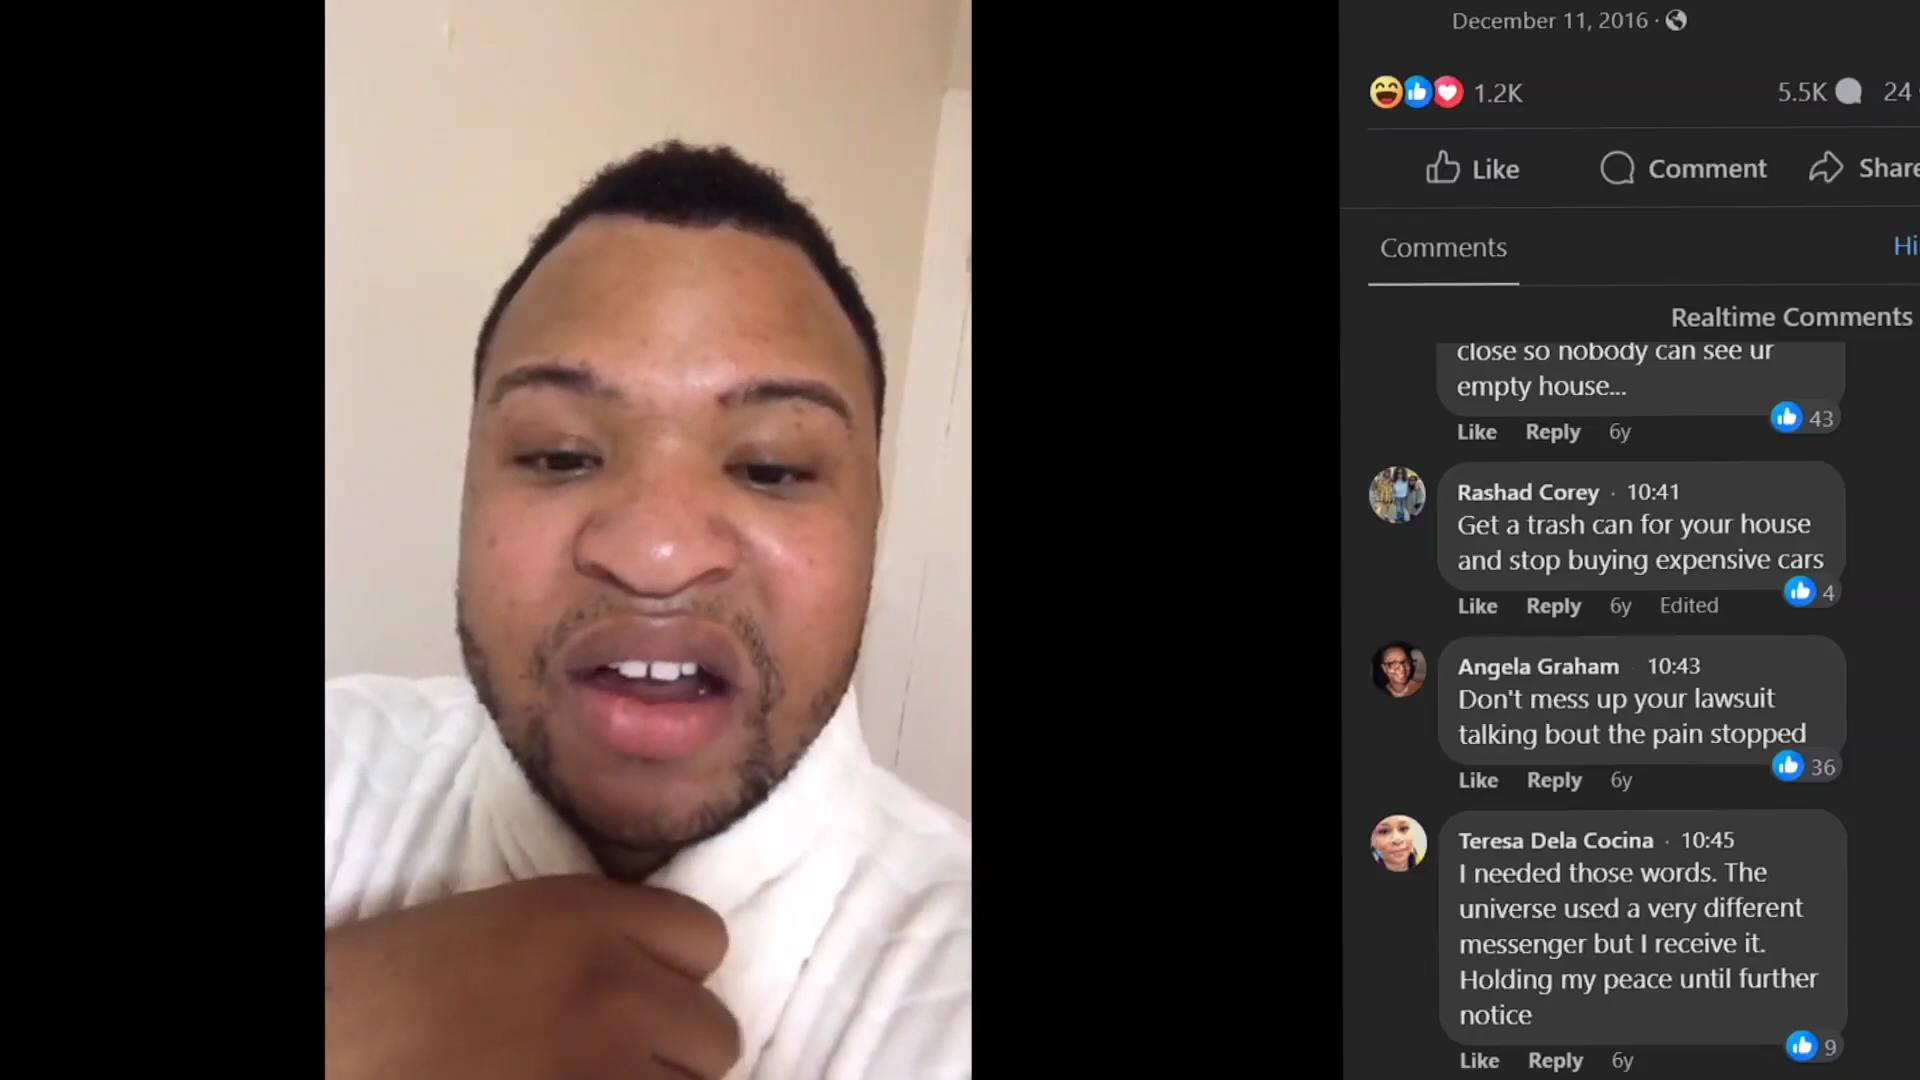 December 11, 2016 ·
1.2K 5.5K 24
Like Comment Share
Comments Hi
Realtime Comments
close so nobody can see ur
empty house...
43
Like Reply 6y
Rashad Corey · 10:41
Get a trash can for your house
and stop buying expensive cars
4
Like Reply 6y Edited
Angela Graham · 10:43
Don't mess up your lawsuit
talking bout the pain stopped
36
Like Reply 6y
Teresa Dela Cocina · 10:45
I needed those words. The
universe used a very different
messenger but I receive it.
Holding my peace until further
notice
9
Like Reply 6y